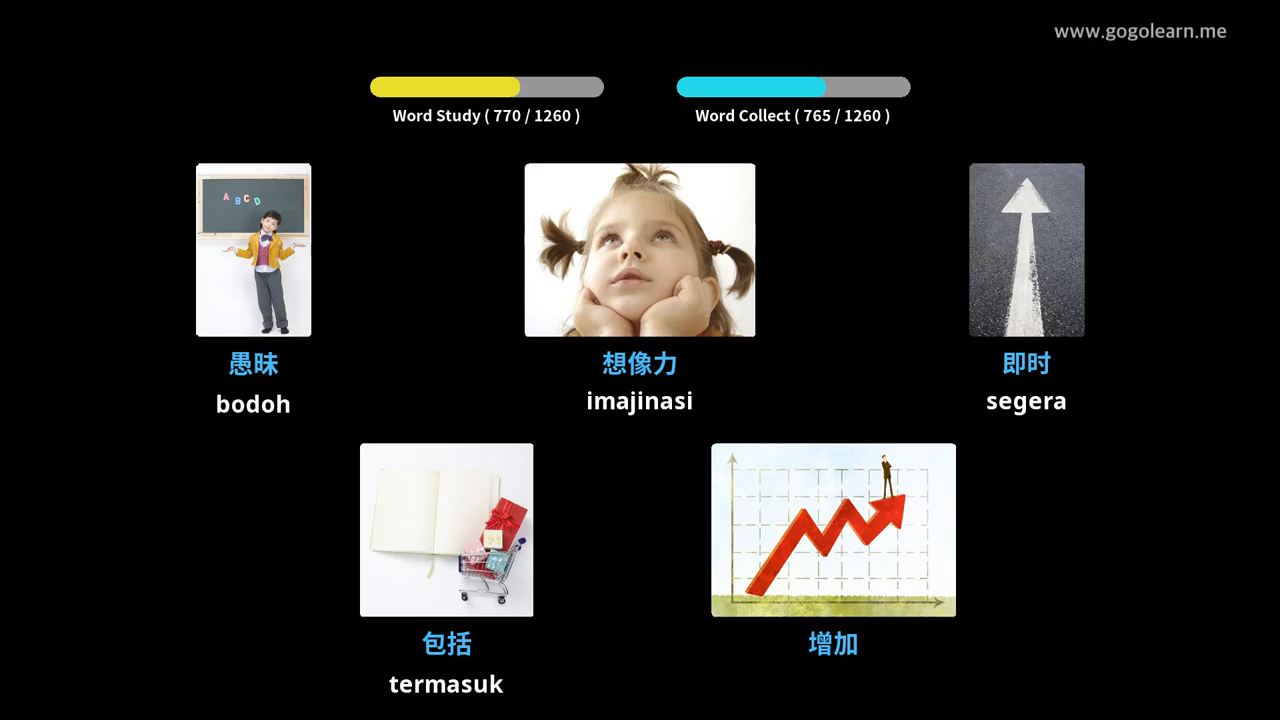 www.gogolearn.me
Word Study ( 770 / 1260 )
Word Collect ( 765 / 1260 )
A B C D
愚昧
bodoh
想像力
imajinasi
即时
segera
包括
termasuk
增加